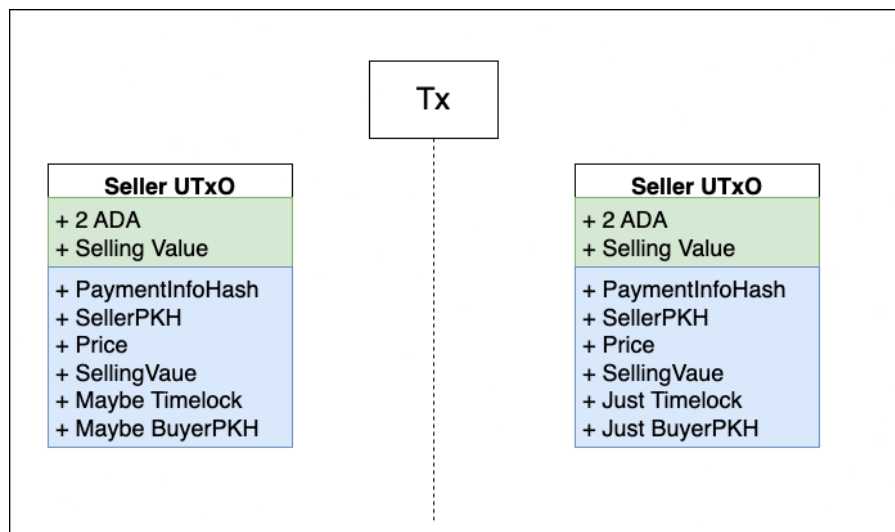 Tx
Seller UTxO
+ 2 ADA
+ Selling Value
+ PaymentInfoHash
+ SellerPKH
+ Price
+ SellingVaue
+ Maybe Timelock
+ Maybe BuyerPKH
Seller UTxO
+ 2 ADA
+ Selling Value
+ PaymentInfoHash
+ SellerPKH
+ Price
+ SellingVaue
+ Just Timelock
+ Just BuyerPKH